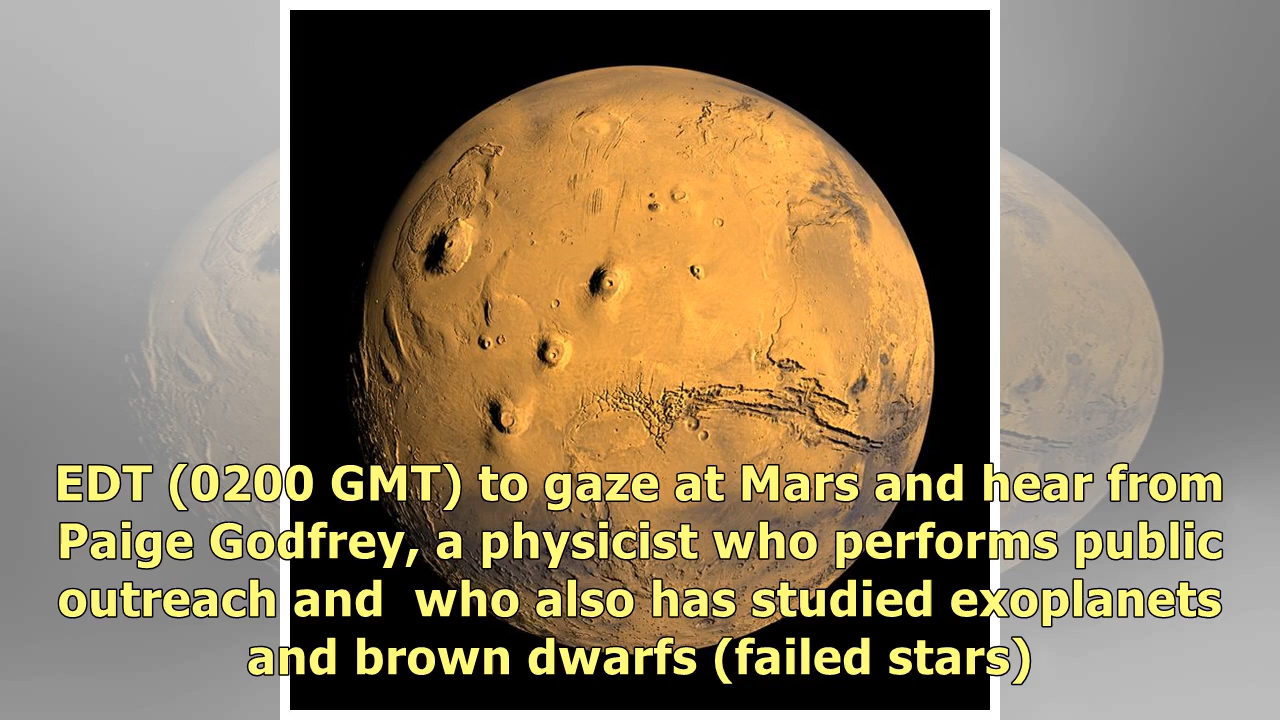 EDT (0200 GMT) to gaze at Mars and hear from
Paige Godfrey, a physicist who performs public
outreach and  who also has studied exoplanets
and brown dwarfs (failed stars)